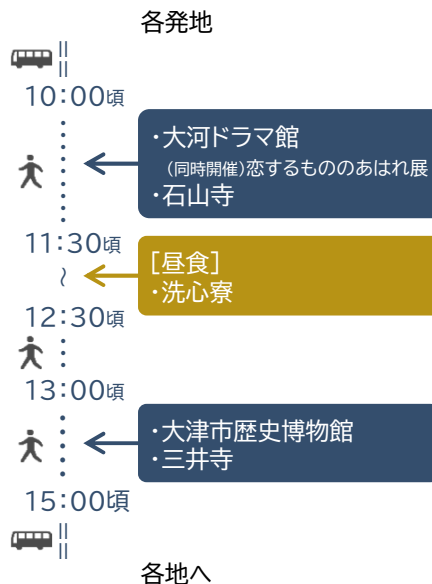 各発地
10:00頃
・大河ドラマ館
(同時開催)恋するもののあはれ展
・石山寺
11:30頃
～
[昼食]
・洗心寮
12:30頃
13:00頃
・大津市歴史博物館
・三井寺
15:00頃
各地へ